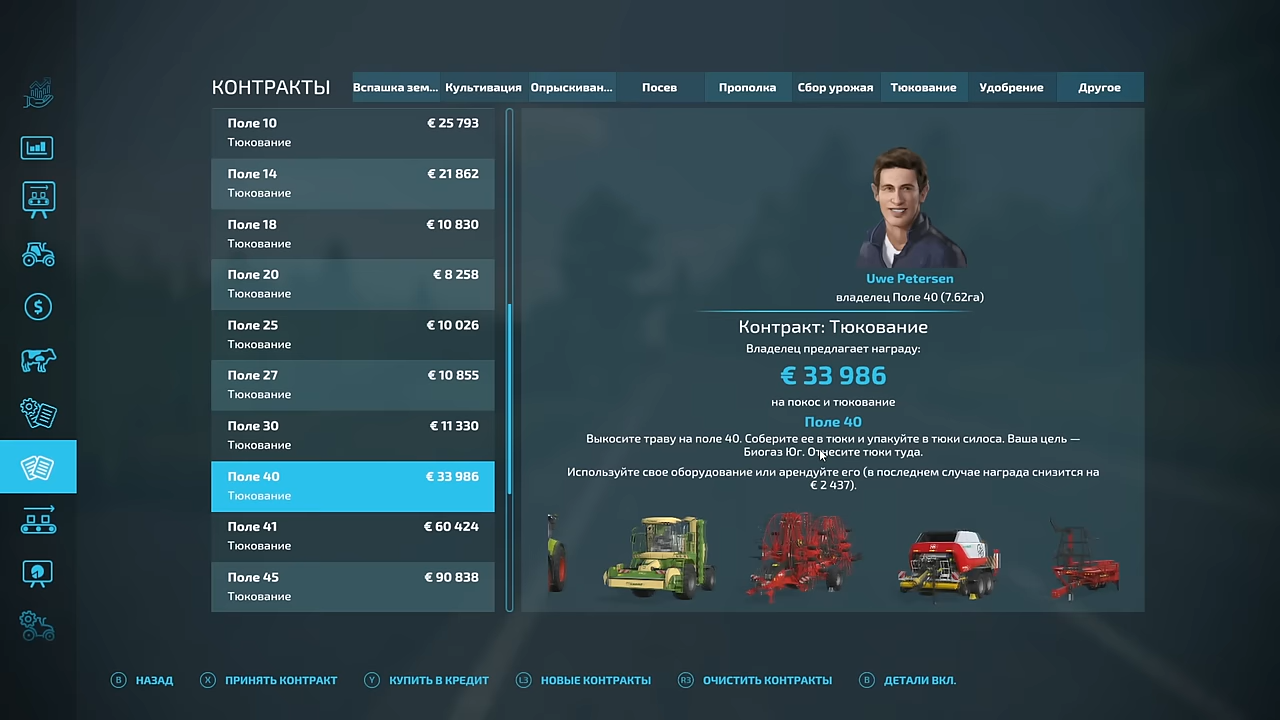 КОНТРАКТЫ
Вспашка зем...
Культивация
Опрыскиван...
Посев
Прополка
Сбор урожая
Тюкование
Удобрение
Другое
Поле 10 € 25 793
Тюкование
Поле 14 € 21 862
Тюкование
Поле 18 € 10 830
Тюкование
Поле 20 € 8 258
Тюкование
Поле 25 € 10 026
Тюкование
Поле 27 € 10 855
Тюкование
Поле 30 € 11 330
Тюкование
Поле 40 € 33 986
Тюкование
Поле 41 € 60 424
Тюкование
Поле 45 € 90 838
Тюкование
Uwe Petersen
владелец Поле 40 (7.62га)
Контракт: Тюкование
Владелец предлагает награду:
€ 33 986
на покос и тюкование
Поле 40
Выкосите траву на поле 40. Соберите ее в тюки и упакуйте в тюки силоса. Ваша цель —
Биогаз Юг. Отнесите тюки туда.
Используйте свое оборудование или арендуйте его (в последнем случае награда снизится на
€ 2 437).
B НАЗАД
X ПРИНЯТЬ КОНТРАКТ
Y КУПИТЬ В КРЕДИТ
L3 НОВЫЕ КОНТРАКТЫ
R3 ОЧИСТИТЬ КОНТРАКТЫ
B ДЕТАЛИ ВКЛ.